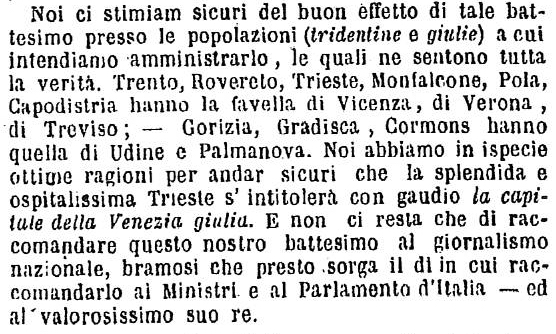 Noi ci stimiam sicuri del buon effetto di tale bat-
tesimo presso le popolazioni (tridentine e giulie) a cui
intendiamo amministrarlo, le quali ne sentono tutta
la verità. Trento, Rovereto, Trieste, Monfalcone, Pola,
Capodistria hanno la favella di Vicenza, di Verona,
di Treviso; — Gorizia, Gradisca, Cormons hanno
quella di Udine e Palmanova. Noi abbiamo in ispecie
ottime ragioni per andar sicuri che la splendida e
ospitalissima Trieste s' intitolerà con gaudio la capi-
tale della Venezia giulia. E non ci resta che di rac-
comandare questo nostro battesimo al giornalismo
nazionale, bramosi che presto sorga il dì in cui rac-
comandarlo ai Ministri e al Parlamento d'Italia — ed
al valorosissimo suo re.